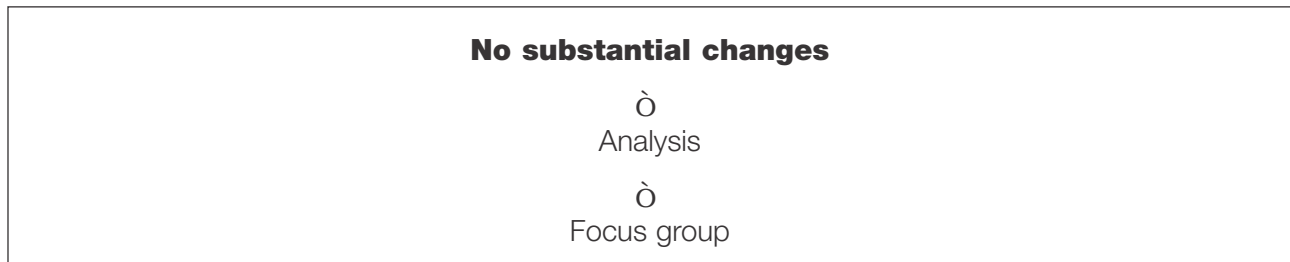 No substantial changes
Ò
Analysis
Ò
Focus group